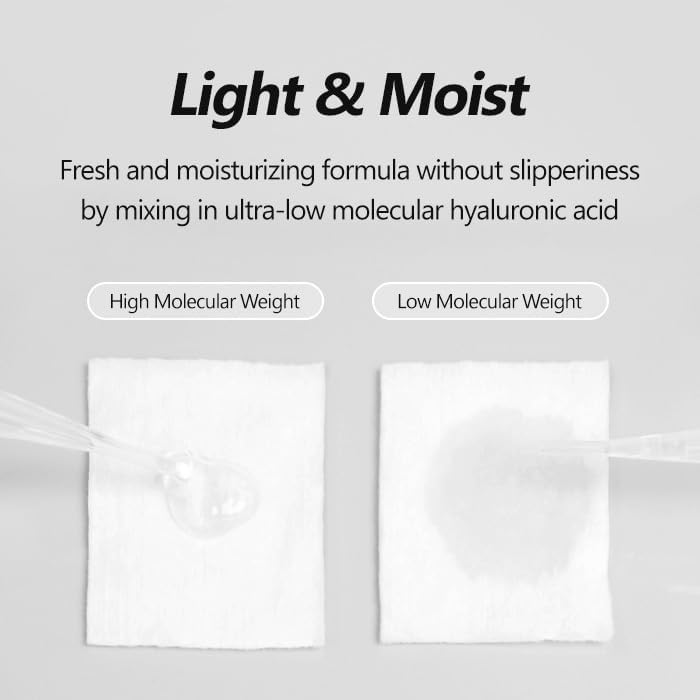 Light & Moist
Fresh and moisturizing formula without slipperiness
by mixing in ultra-low molecular hyaluronic acid
High Molecular Weight
Low Molecular Weight